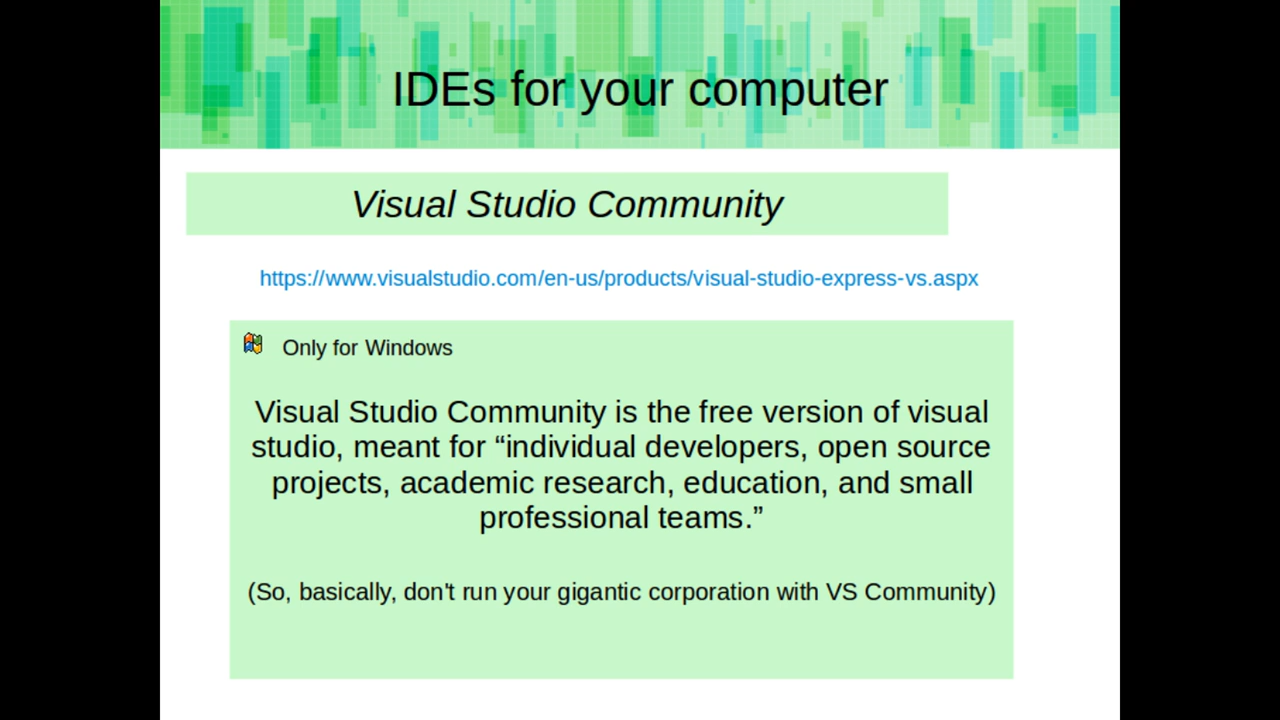 IDEs for your computer
Visual Studio Community
https://www.visualstudio.com/en-us/products/visual-studio-express-vs.aspx
Only for Windows
Visual Studio Community is the free version of visual
studio, meant for “individual developers, open source
projects, academic research, education, and small
professional teams.”
(So, basically, don't run your gigantic corporation with VS Community)